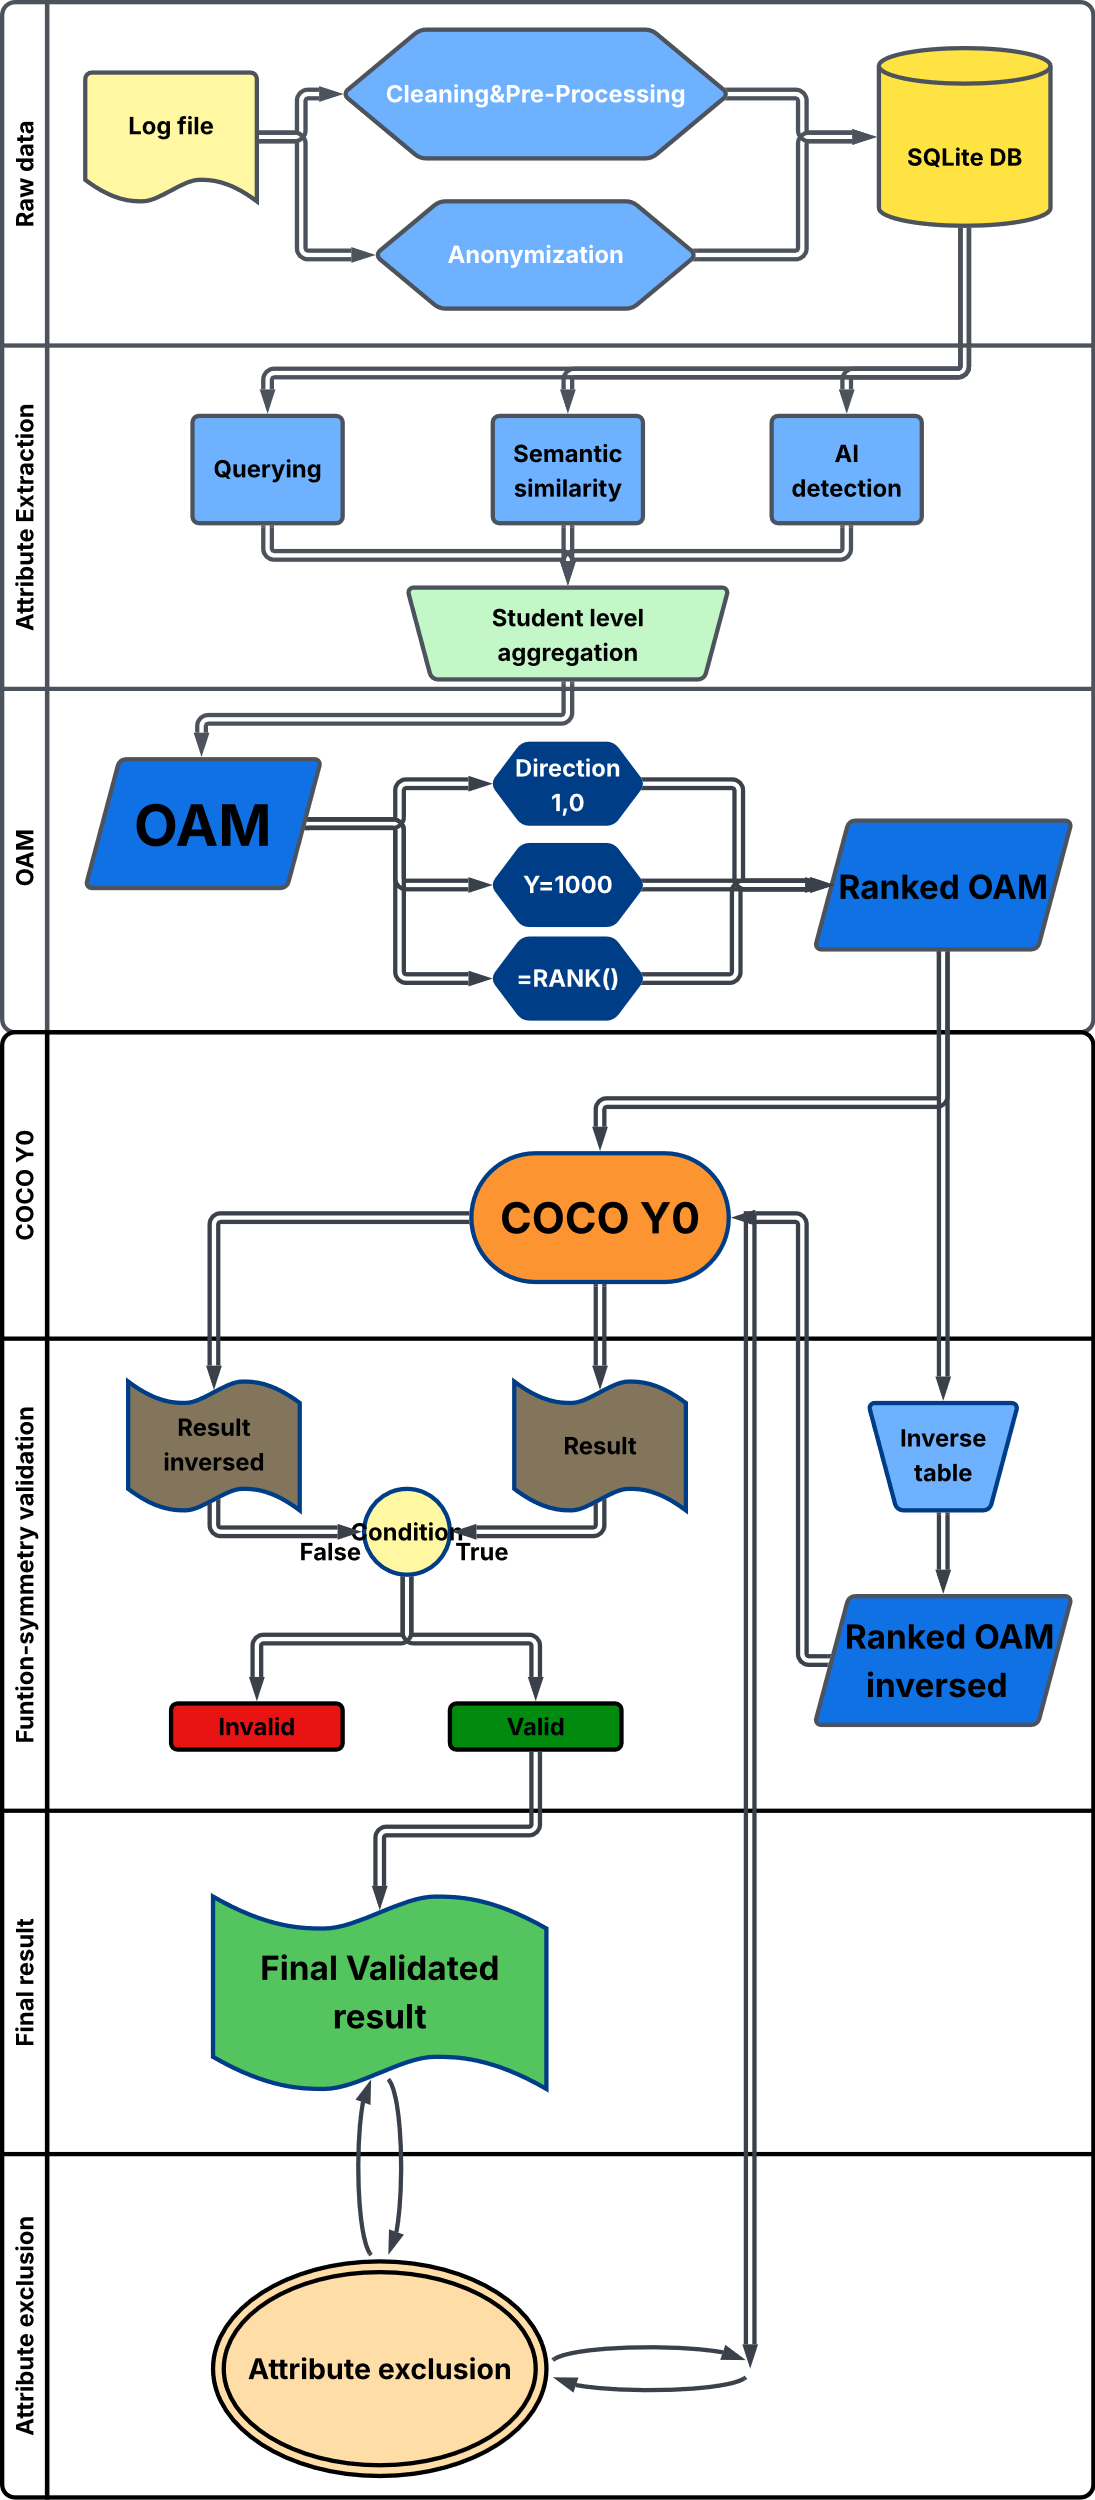 Raw data
Log file
Cleaning&Pre-Processing
SQLite DB
Anonymization
Attribute Extraction
Querying
Semantic
similarity
AI
detection
Student level
aggregation
OAM
OAM
Direction
1,0
Y=1000
=RANK()
Ranked OAM
COCO Y0
COCO Y0
Funtion-symmetry validation
Result
inversed
Result
Inverse
table
Condition
False
True
Ranked OAM
inversed
Invalid
Valid
Final result
Final Validated
result
Attribute exclusion
Attribute exclusion